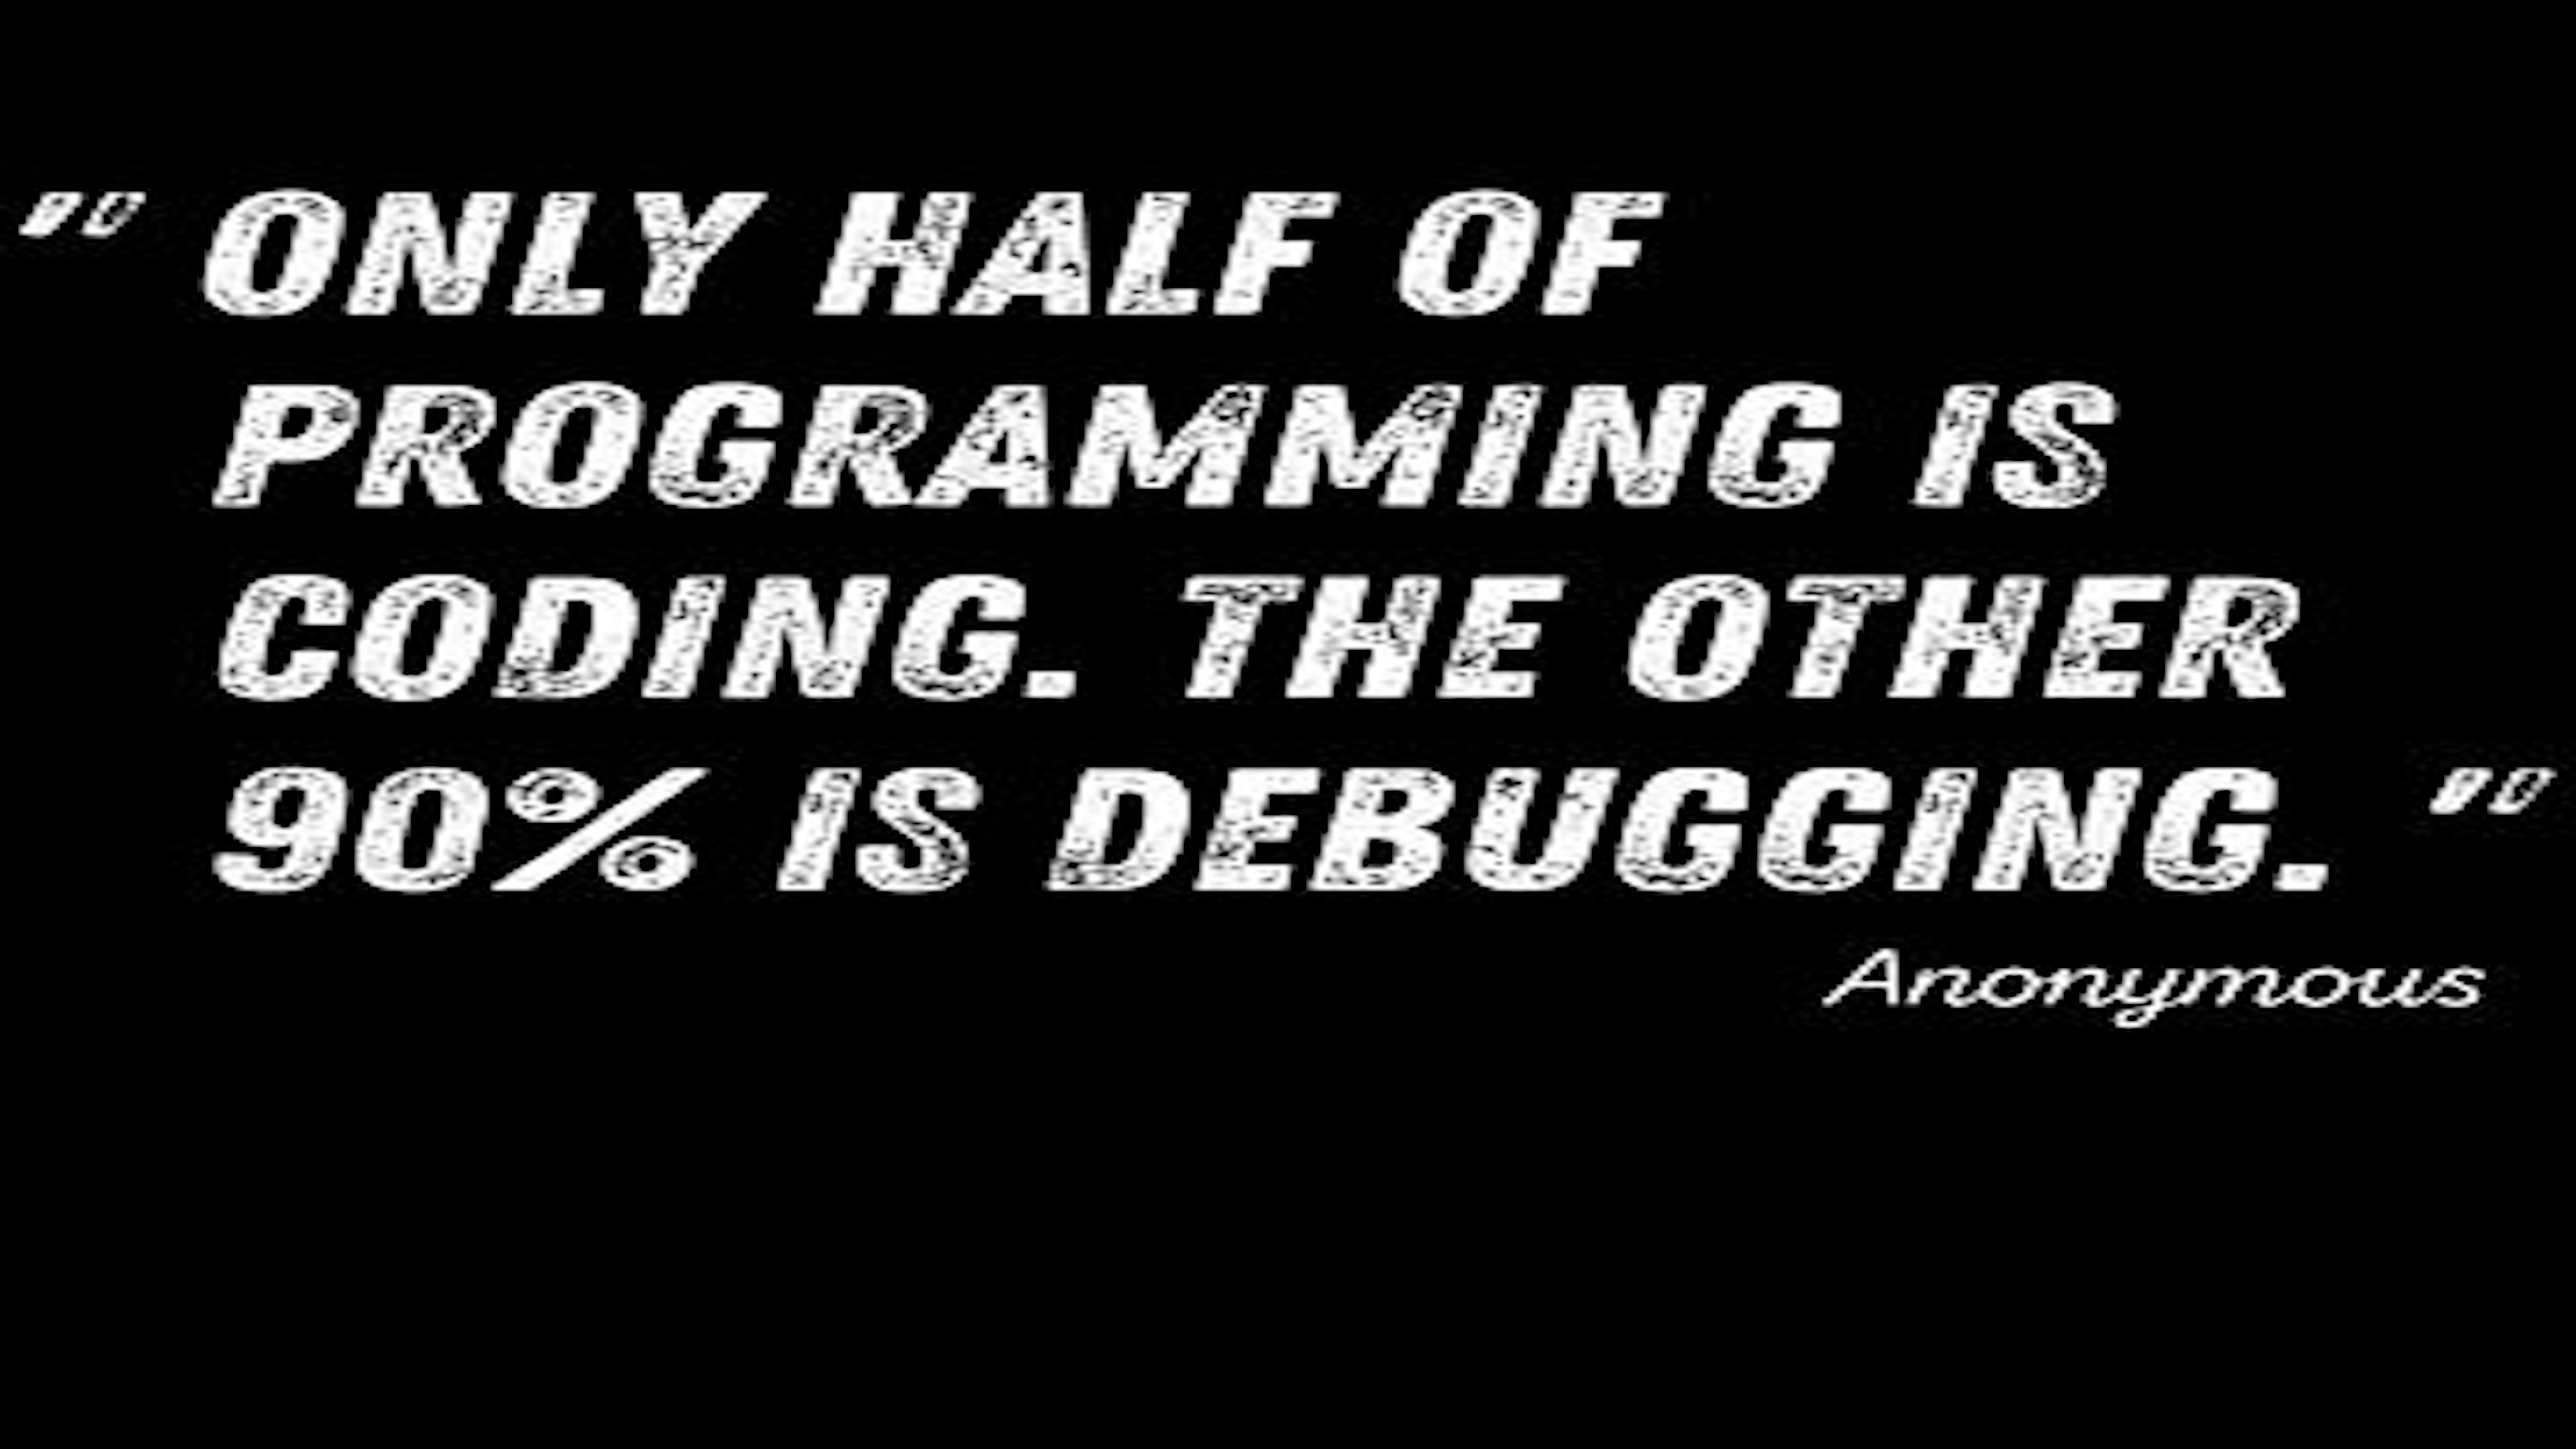 " ONLY HALF OF
PROGRAMMING IS
CODING. THE OTHER
90% IS DEBUGGING. "
Anonymous